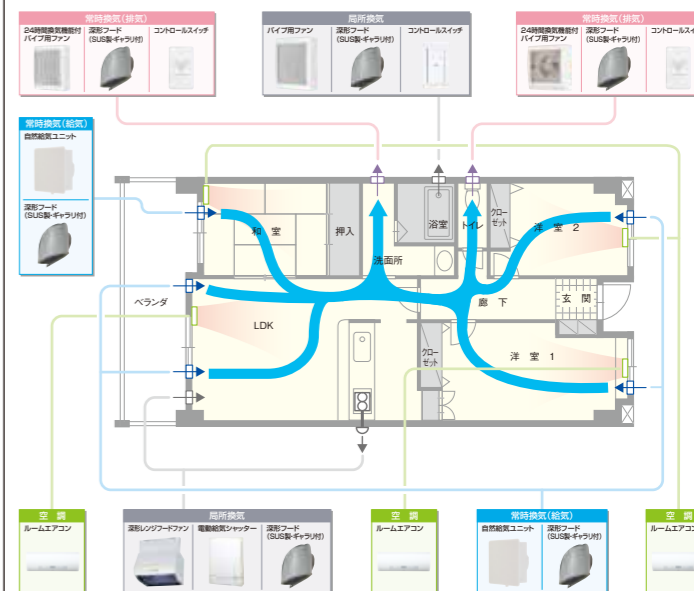 常時換気(排気)
24時間換気機能付
パイプ用ファン
深形フード
(SUS製・ギャラリ付)
コントロールスイッチ
局所換気
パイプ用ファン
深形フード
(SUS製・ギャラリ付)
コントロールスイッチ
常時換気(排気)
24時間換気機能付
パイプ用ファン
深形フード
(SUS製・ギャラリ付)
コントロールスイッ
常時換気(給気)
自然給気ユニット
深形フード
(SUS製・ギャラリ付)
和室
押入
洗面所
浴室
トイレ
クロー
ゼット
洋室 2
ベランダ
LDK
廊下
玄関
クロー
ゼット
洋室 1
空調
ルームエアコン
局所換気
深形レンジフードファン
電動給気シャッター
深形フード
(SUS製・ギャラリ付)
空調
ルームエアコン
常時換気(給気)
自然給気ユニット
深形フード
(SUS製・ギャラリ付)
空調
ルームエアコン